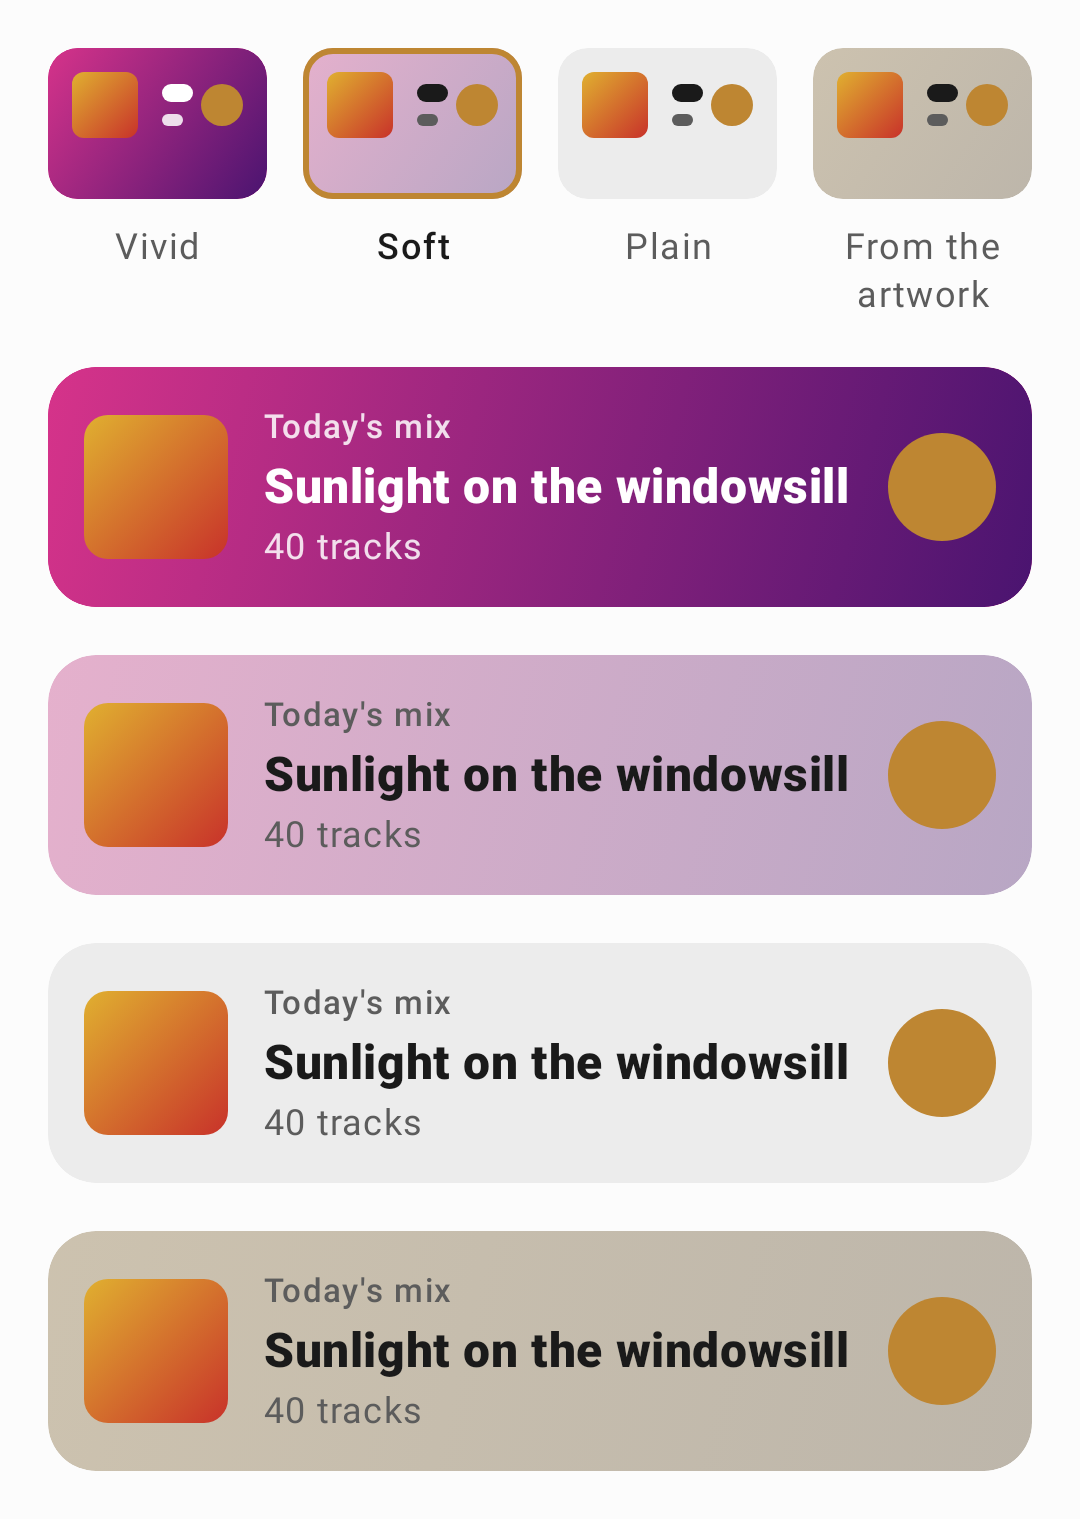 Vivid
Soft
Plain
From the
artwork
Today's mix
Sunlight on the windowsill
40 tracks
Today's mix
Sunlight on the windowsill
40 tracks
Today's mix
Sunlight on the windowsill
40 tracks
Today's mix
Sunlight on the windowsill
40 tracks